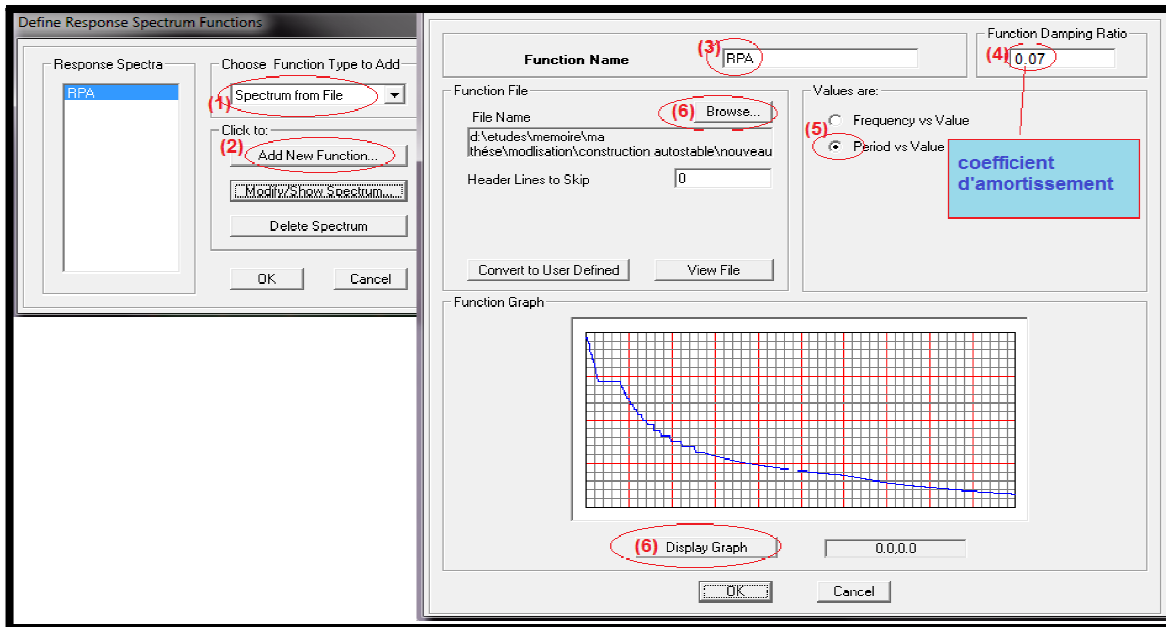 Define Response Spectrum Functions
Response Spectra
RPA
Choose Function Type to Add
(1) Spectrum from File
Click to:
(2) Add New Function...
Modify/Show Spectrum...
Delete Spectrum
OK
Cancel
Function Name
(3) RPA
Function Damping Ratio
(4) 0.07
Function File
File Name
(6) Browse...
d:\etudes\memoire\ma
thése\modlisation\construction autostable\nouveau
Header Lines to Skip
0
Convert to User Defined
View File
Values are:
Frequency vs Value
(5) Period vs Value
coefficient
d'amortissement
Function Graph
(6) Display Graph
0.0,0.0
OK
Cancel